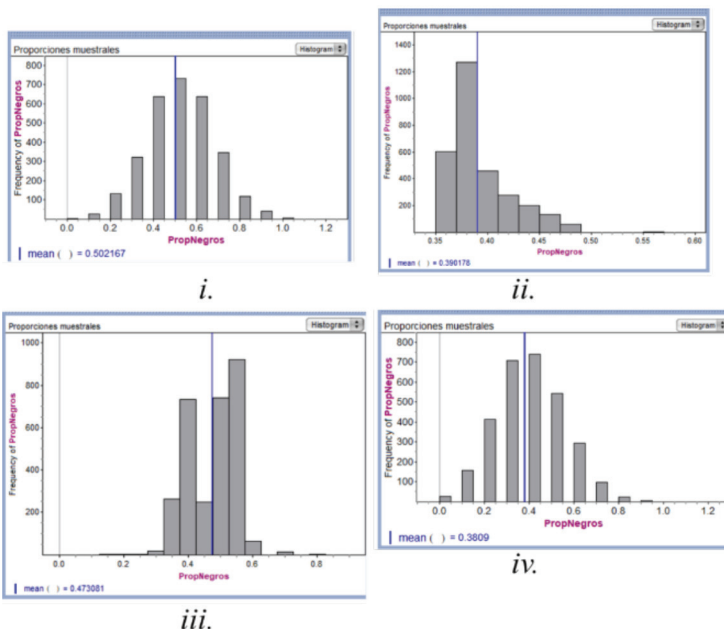 Proporciones muestrales
Histogram
Frequency of PropNegros
800
700
600
500
400
300
200
100
0.0 0.2 0.4 0.6 0.8 1.0 1.2
PropNegros
mean ( ) = 0.502167
i.
Proporciones muestrales
Histogram
Frequency of PropNegros
1400
1200
1000
800
600
400
200
0.35 0.40 0.45 0.50 0.55 0.60
PropNegros
mean ( ) = 0.390178
ii.
Proporciones muestrales
Histogram
Frequency of PropNegros
1000
800
600
400
200
0.0 0.2 0.4 0.6 0.8
PropNegros
mean ( ) = 0.473081
iii.
Proporciones muestrales
Histogram
Frequency of PropNegros
800
700
600
500
400
300
200
100
0.0 0.2 0.4 0.6 0.8 1.0 1.2
PropNegros
mean ( ) = 0.3809
iv.